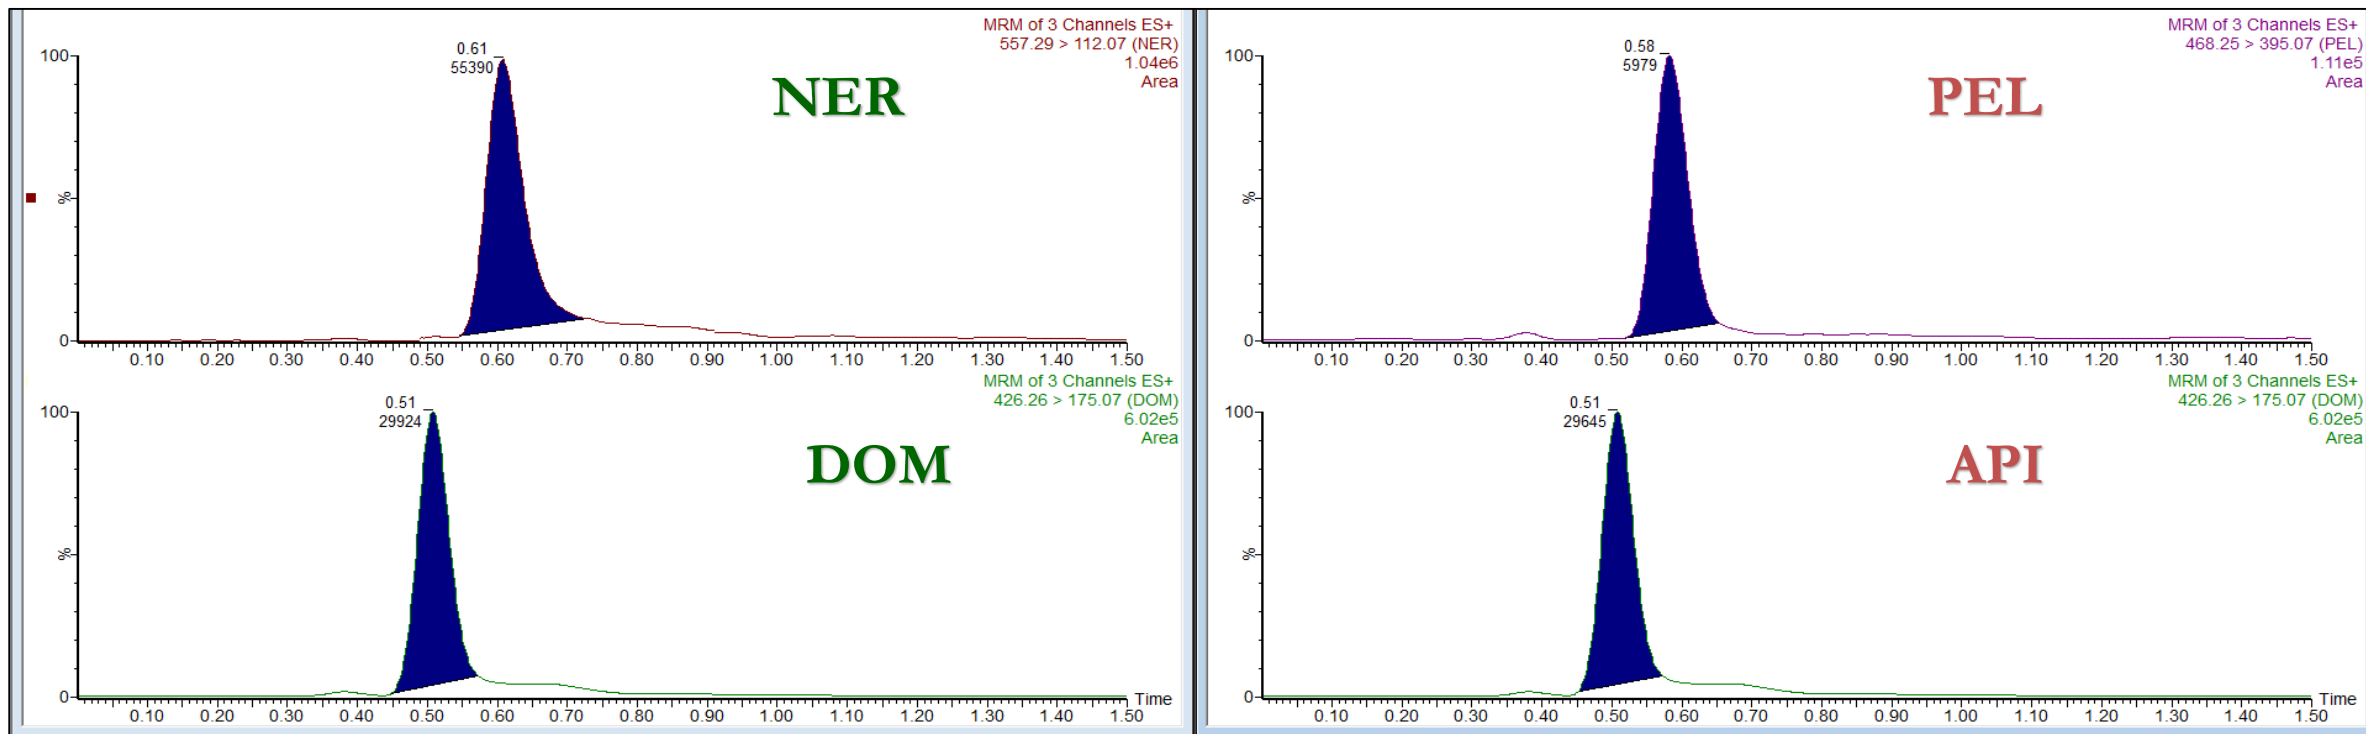 MRM of 3 Channels ES+
557.29 > 112.07 (NER)
1.04e6
Area
0.61
55390
NER
100
%
0
0.10 0.20 0.30 0.40 0.50 0.60 0.70 0.80 0.90 1.00 1.10 1.20 1.30 1.40 1.50
MRM of 3 Channels ES+
426.26 > 175.07 (DOM)
6.02e5
Area
0.51
29924
DOM
100
%
0
Time
0.10 0.20 0.30 0.40 0.50 0.60 0.70 0.80 0.90 1.00 1.10 1.20 1.30 1.40 1.50
MRM of 3 Channels ES+
468.25 > 395.07 (PEL)
1.11e5
Area
0.58
5979
PEL
100
%
0
0.10 0.20 0.30 0.40 0.50 0.60 0.70 0.80 0.90 1.00 1.10 1.20 1.30 1.40 1.50
MRM of 3 Channels ES+
426.26 > 175.07 (DOM)
6.02e5
Area
0.51
29645
API
100
%
0
Time
0.10 0.20 0.30 0.40 0.50 0.60 0.70 0.80 0.90 1.00 1.10 1.20 1.30 1.40 1.50